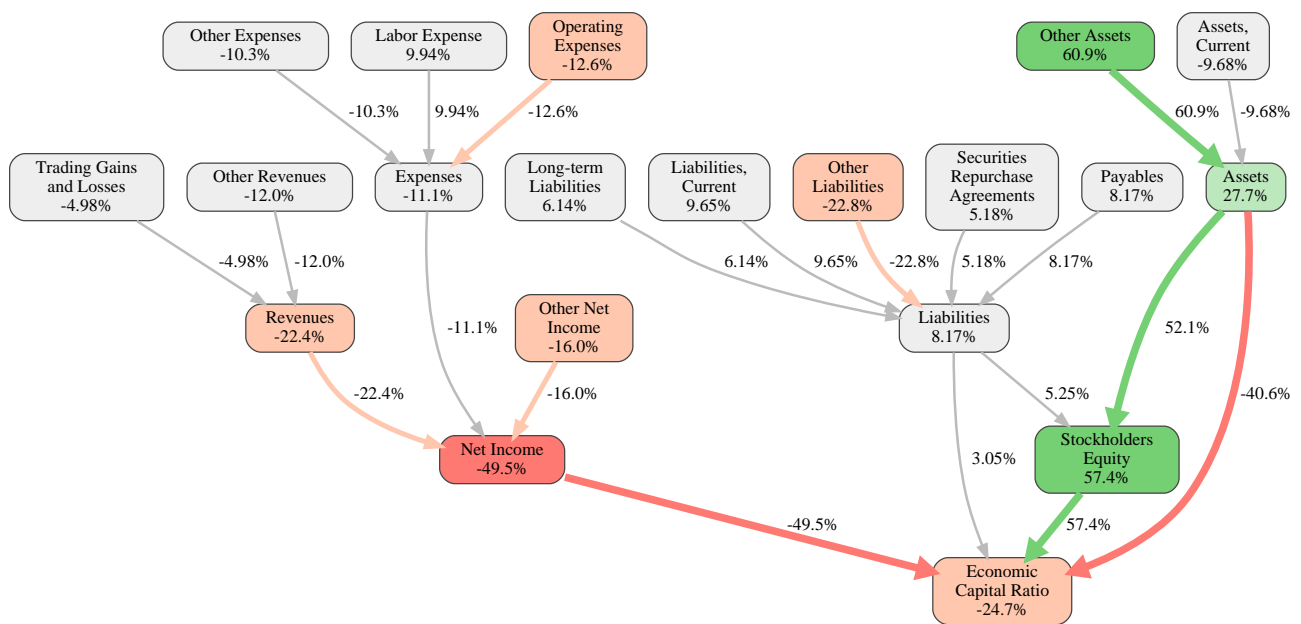 Other Expenses
-10.3%
Labor Expense
9.94%
Operating
Expenses
-12.6%
Other Assets
60.9%
Assets,
Current
-9.68%
-10.3%
9.94%
-12.6%
60.9%
-9.68%
Trading Gains
and Losses
-4.98%
Other Revenues
-12.0%
Expenses
-11.1%
Long-term
Liabilities
6.14%
Liabilities,
Current
9.65%
Other
Liabilities
-22.8%
Securities
Repurchase
Agreements
5.18%
Payables
8.17%
Assets
27.7%
-4.98%
-12.0%
6.14%
9.65%
-22.8%
5.18%
8.17%
Revenues
-22.4%
-11.1%
Other Net
Income
-16.0%
Liabilities
8.17%
52.1%
-22.4%
-16.0%
5.25%
-40.6%
Net Income
-49.5%
3.05%
Stockholders
Equity
57.4%
-49.5%
57.4%
Economic
Capital Ratio
-24.7%